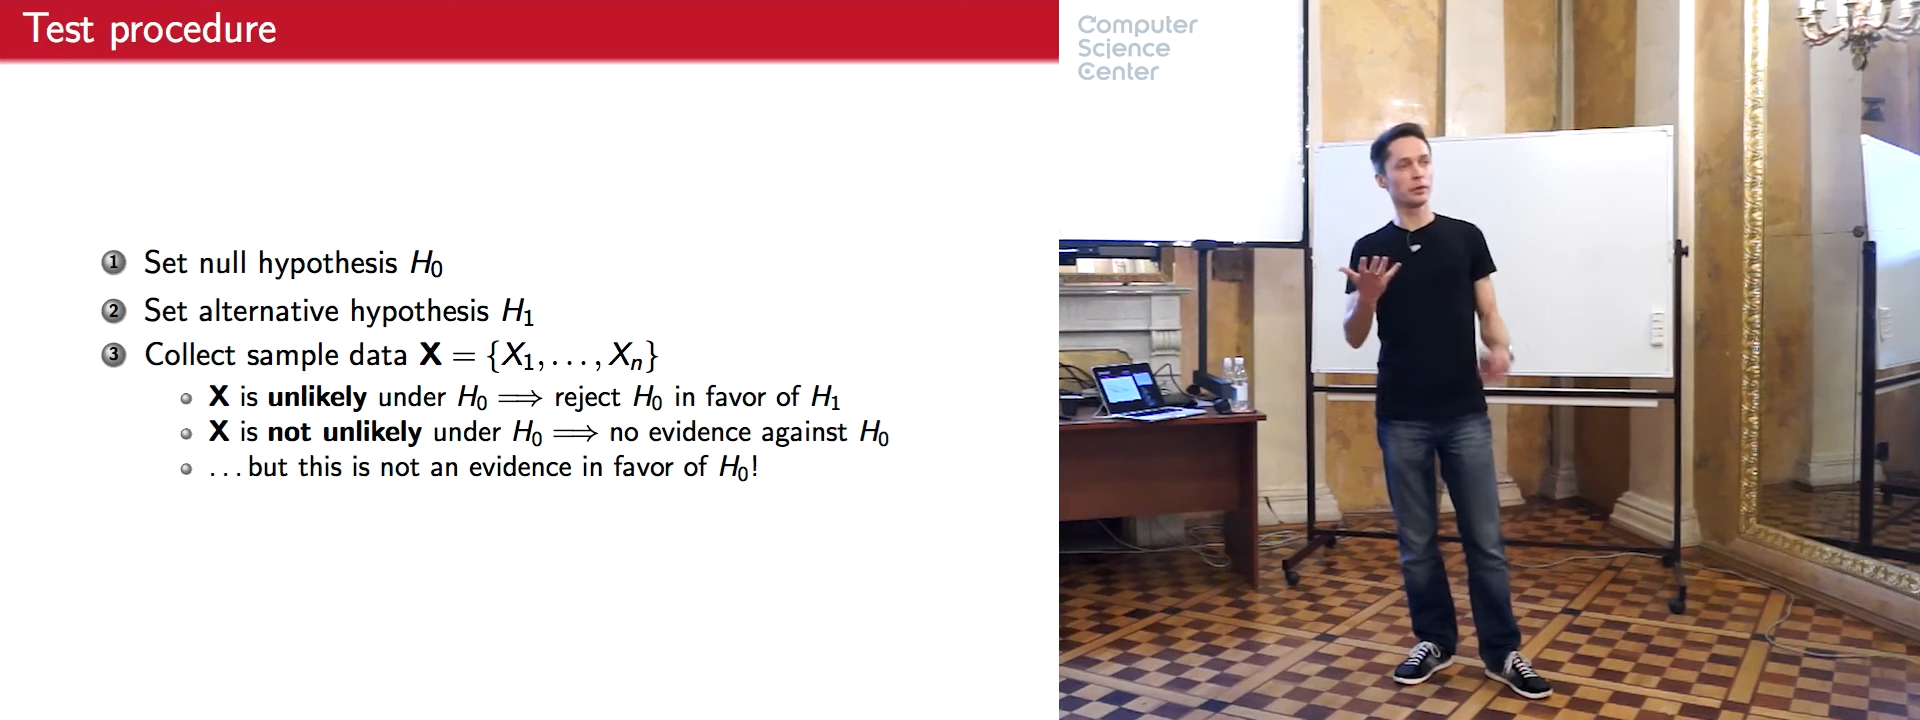 Test procedure
1 Set null hypothesis H0
2 Set alternative hypothesis H1
3 Collect sample data X = {X1, . . . , Xn}
X is unlikely under H0 ⟹ reject H0 in favor of H1
X is not unlikely under H0 ⟹ no evidence against H0
. . . but this is not an evidence in favor of H0!
Computer
Science
Center